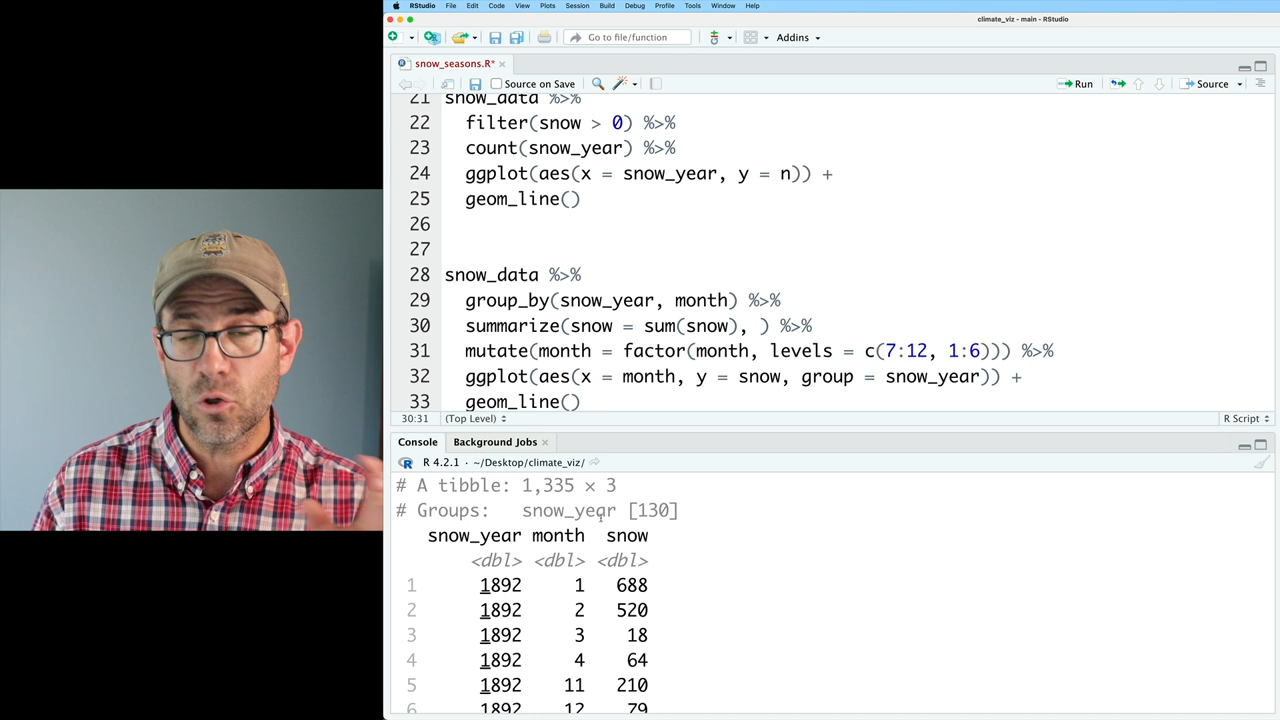 RStudio File Edit Code View Plots Session Build Debug Profile Tools Window Help
climate_viz - main - RStudio
Go to file/function Addins
snow_seasons.R*
Source on Save Run Source
21 snow_data %>%
22 filter(snow > 0) %>%
23 count(snow_year) %>%
24 ggplot(aes(x = snow_year, y = n)) +
25 geom_line()
26
27
28 snow_data %>%
29 group_by(snow_year, month) %>%
30 summarize(snow = sum(snow), ) %>%
31 mutate(month = factor(month, levels = c(7:12, 1:6))) %>%
32 ggplot(aes(x = month, y = snow, group = snow_year)) +
33 geom_line()
30:31 (Top Level) R Script
Console Background Jobs
R 4.2.1 · ~/Desktop/climate_viz/
# A tibble: 1,335 × 3
# Groups: snow_year [130]
snow_year month snow
<dbl> <dbl> <dbl>
1 1892 1 688
2 1892 2 520
3 1892 3 18
4 1892 4 64
5 1892 11 210
6 1892 12 79